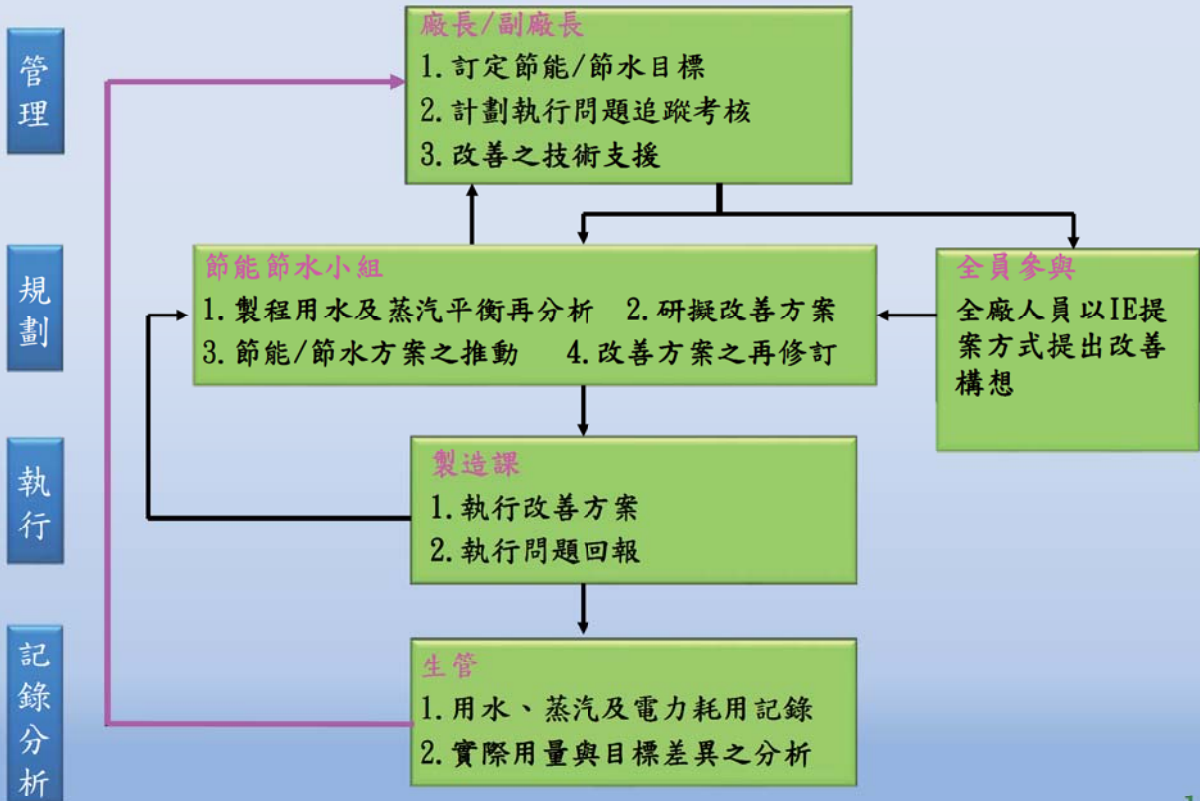 管理
廠長/副廠長
1.訂定節能/節水目標
2.計劃執行問題追蹤考核
3.改善之技術支援
規劃
節能節水小組
1.製程用水及蒸汽平衡再分析 2.研擬改善方案
3.節能/節水方案之推動 4.改善方案之再修訂
全員參與
全廠人員以IE提
案方式提出改善
構想
執行
製造課
1.執行改善方案
2.執行問題回報
記錄分析
生管
1.用水、蒸汽及電力耗用記錄
2.實際用量與目標差異之分析